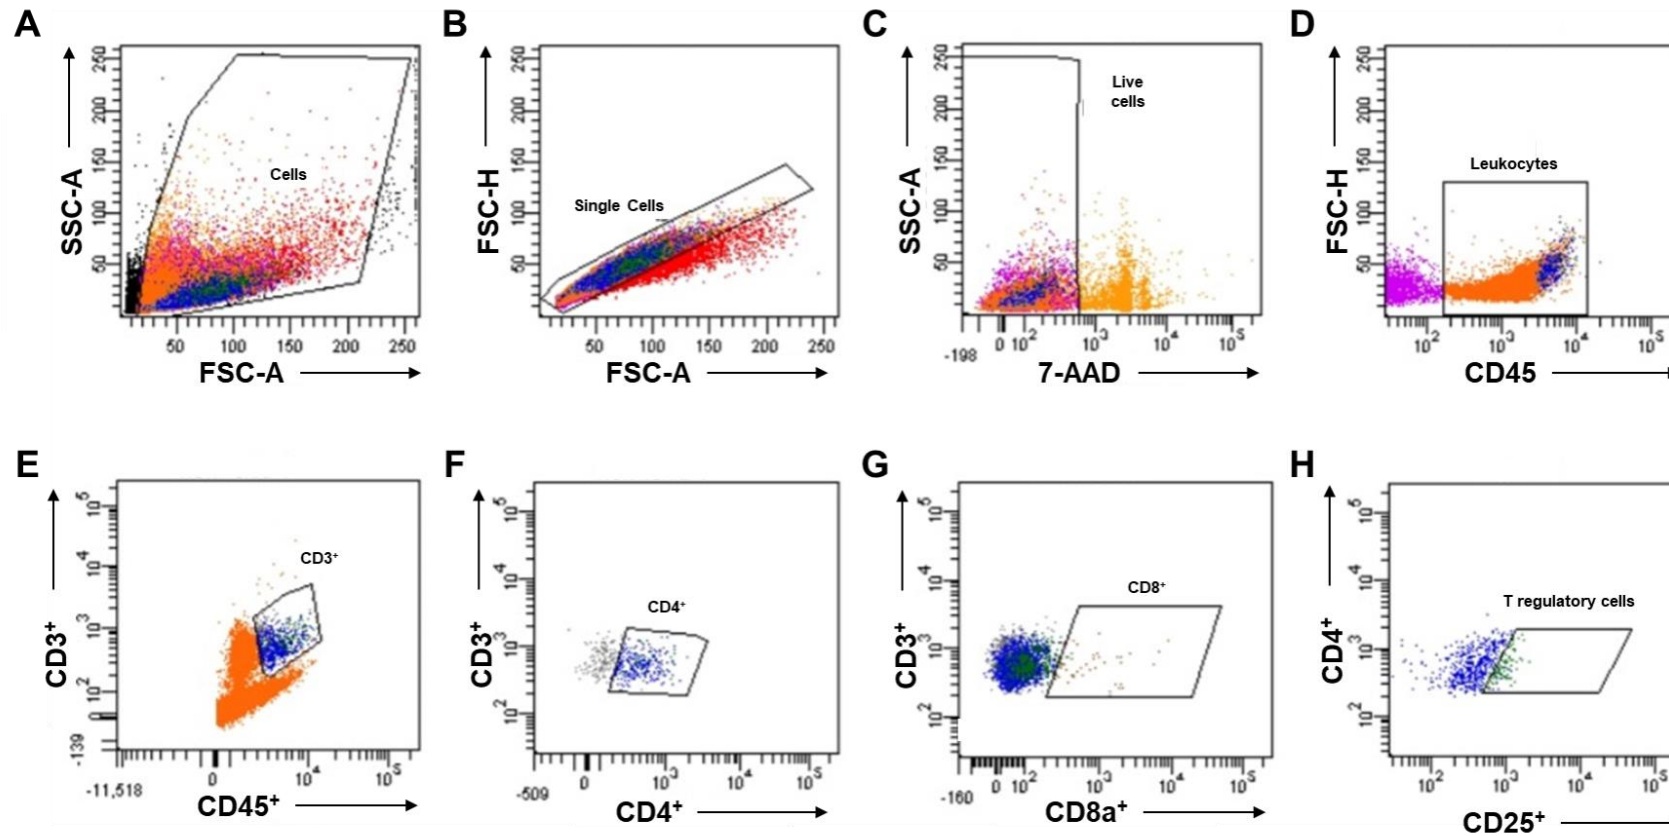 A
SSC-A
250
200
150
100
50
Cells
50 100 150 200 250
FSC-A
B
FSC-H
250
200
150
100
50
Single Cells
50 100 150 200 250
FSC-A
C
SSC-A
250
200
150
100
50
Live
cells
-198
0 10² 10³ 10⁴ 10⁵
7-AAD
D
FSC-H
250
200
150
100
50
Leukocytes
10² 10³ 10⁴ 10⁵
CD45
E
CD3⁺
10⁵
10⁴
10³
10²
0
-139
CD3⁺
-11,518
0 10⁴ 10⁵
CD45⁺
F
CD3⁺
10⁵
10⁴
10³
10²
CD4⁺
-509
0 10³ 10⁴ 10⁵
CD4⁺
G
CD3⁺
10⁵
10⁴
10³
10²
CD8⁺
-160
0 10² 10³ 10⁴ 10⁵
CD8a⁺
H
CD4⁺
10⁵
10⁴
10³
10²
T regulatory cells
10² 10³ 10⁴ 10⁵
CD25⁺